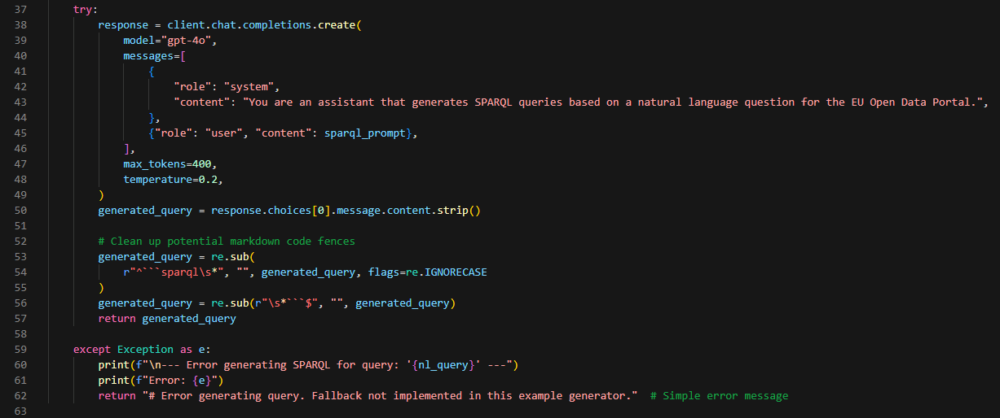 37 try:
38 response = client.chat.completions.create(
39 model="gpt-4o",
40 messages=[
41 {
42 "role": "system",
43 "content": "You are an assistant that generates SPARQL queries based on a natural language question for the EU Open Data Portal.",
44 },
45 {"role": "user", "content": sparql_prompt},
46 ],
47 max_tokens=400,
48 temperature=0.2,
49 )
50 generated_query = response.choices[0].message.content.strip()
51
52 # Clean up potential markdown code fences
53 generated_query = re.sub(
54 r"^```sparql\s*", "", generated_query, flags=re.IGNORECASE
55 )
56 generated_query = re.sub(r"\s*```$", "", generated_query)
57 return generated_query
58
59 except Exception as e:
60 print(f"\n--- Error generating SPARQL for query: '{nl_query}' ---")
61 print(f"Error: {e}")
62 return "# Error generating query. Fallback not implemented in this example generator."  # Simple error message
63